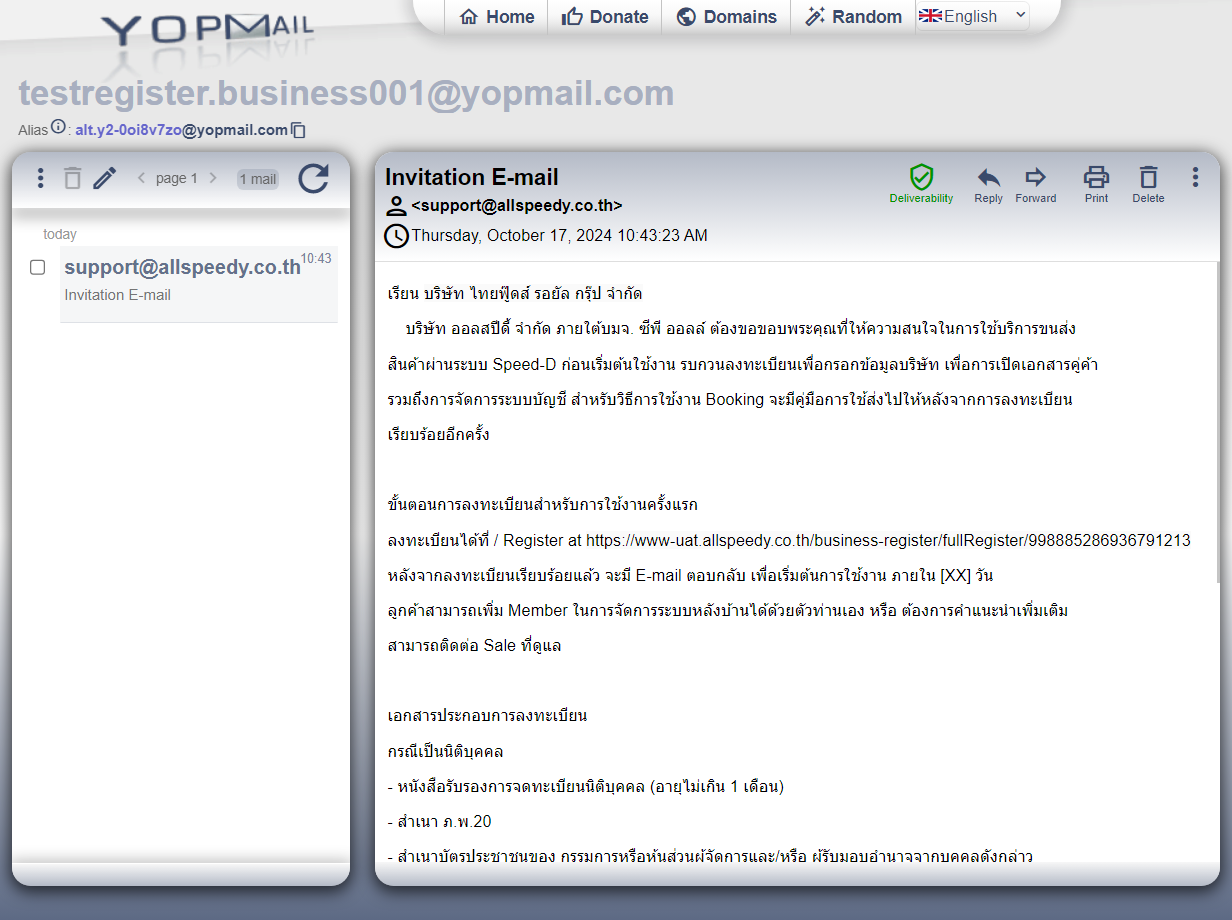 YOPMAIL
Home
Donate
Domains
Random
English
testregister.business001@yopmail.com
Alias : alt.y2-0oi8v7zo@yopmail.com
page 1
1 mail
today
support@allspeedy.co.th
10:43
Invitation E-mail
Invitation E-mail
<support@allspeedy.co.th>
Thursday, October 17, 2024 10:43:23 AM
Deliverability
Reply
Forward
Print
Delete
เรียน บริษัท ไทยฟู๊ดส์ รอยัล กรุ๊ป จำกัด
บริษัท ออลสปีดี้ จำกัด ภายใต้บมจ. ซีพี ออลล์ ต้องขอขอบพระคุณที่ให้ความสนใจในการใช้บริการขนส่ง
สินค้าผ่านระบบ Speed-D ก่อนเริ่มต้นใช้งาน รบกวนลงทะเบียนเพื่อกรอกข้อมูลบริษัท เพื่อการเปิดเอกสารคู่ค้า
รวมถึงการจัดการระบบบัญชี สำหรับวิธีการใช้งาน Booking จะมีคู่มือการใช้ส่งไปให้หลังจากการลงทะเบียน
เรียบร้อยอีกครั้ง
ขั้นตอนการลงทะเบียนสำหรับการใช้งานครั้งแรก
ลงทะเบียนได้ที่ / Register at https://www-uat.allspeedy.co.th/business-register/fullRegister/998885286936791213
หลังจากลงทะเบียนเรียบร้อยแล้ว จะมี E-mail ตอบกลับ เพื่อเริ่มต้นการใช้งาน ภายใน [XX] วัน
ลูกค้าสามารถเพิ่ม Member ในการจัดการระบบหลังบ้านได้ด้วยตัวท่านเอง หรือ ต้องการคำแนะนำเพิ่มเติม
สามารถติดต่อ Sale ที่ดูแล
เอกสารประกอบการลงทะเบียน
กรณีเป็นนิติบุคคล
- หนังสือรับรองการจดทะเบียนนิติบุคคล (อายุไม่เกิน 1 เดือน)
- สำเนา ภ.พ.20
- สำเนาบัตรประชาชนของ กรรมการหรือหุ้นส่วนผู้จัดการและ/หรือ ผู้รับมอบอำนาจจากบุคคลดังกล่าว